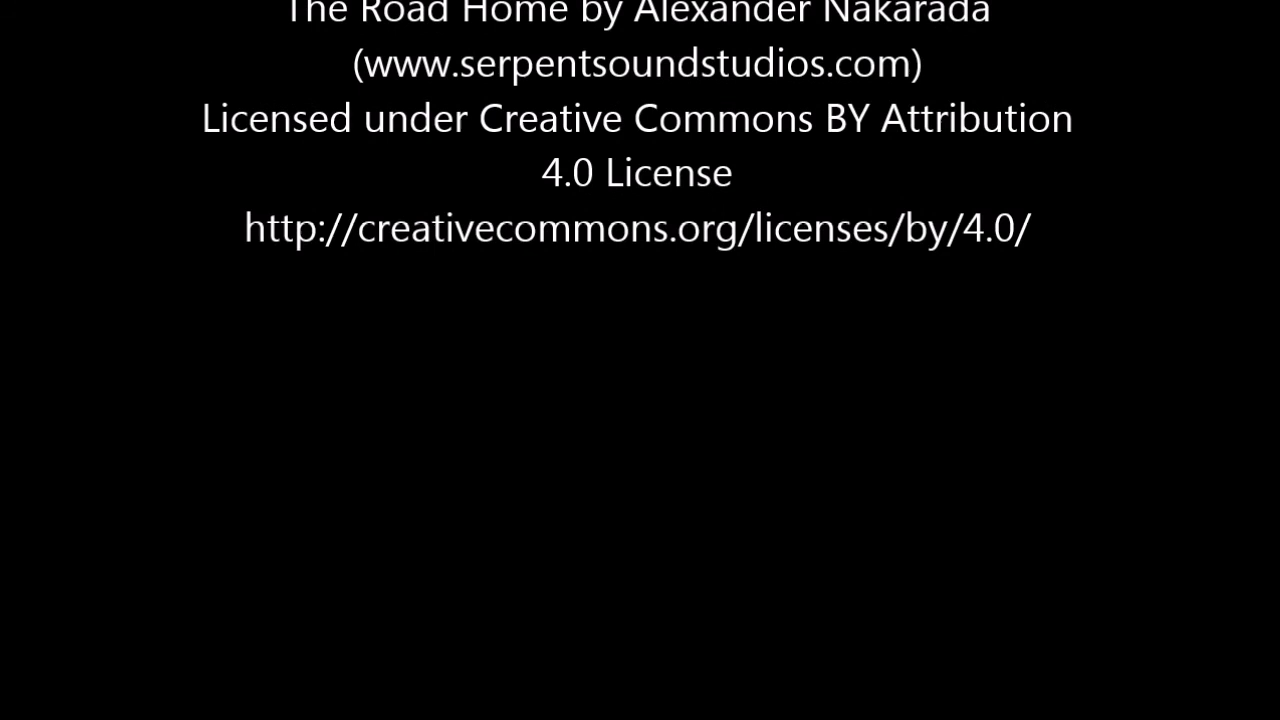 The Road Home by Alexander Nakarada
(www.serpentsoundstudios.com)
Licensed under Creative Commons BY Attribution
4.0 License
http://creativecommons.org/licenses/by/4.0/